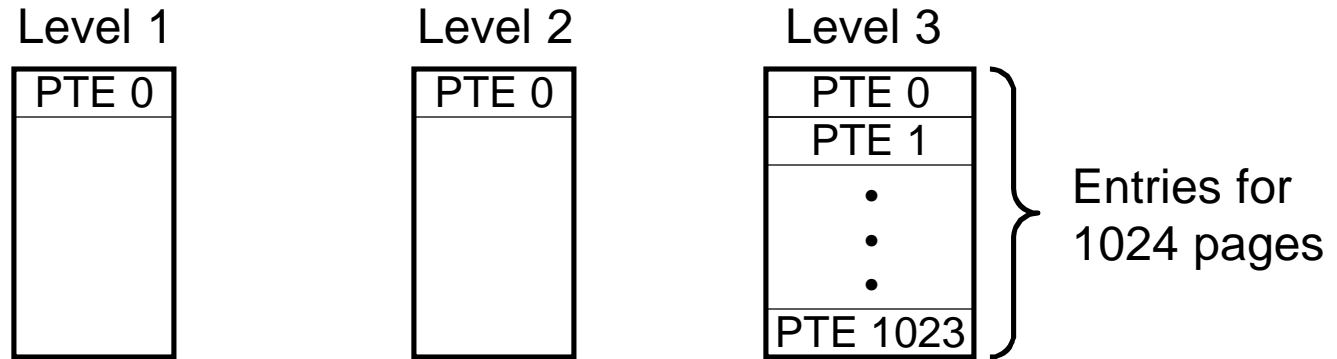 Level 1
PTE 0
Level 2
PTE 0
Level 3
PTE 0
PTE 1
PTE 1023
Entries for
1024 pages